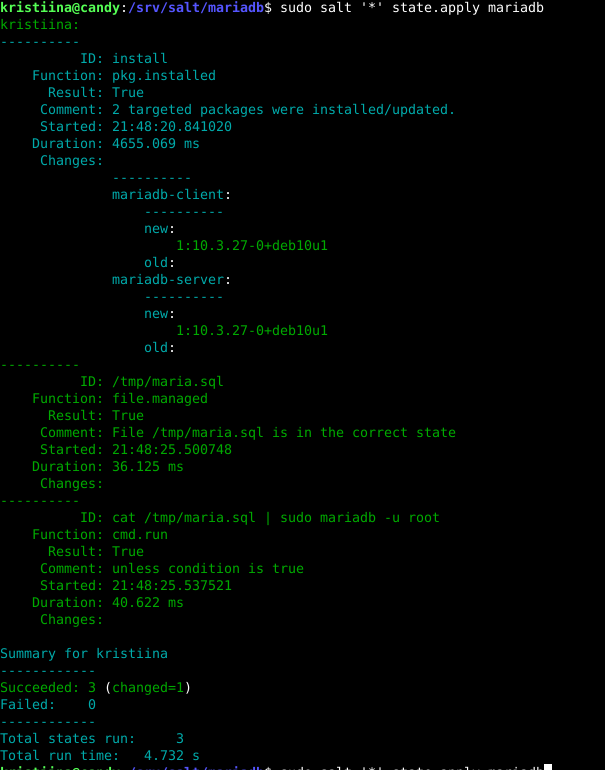 kristiina@candy:/srv/salt/mariadb$ sudo salt '*' state.apply mariadb
kristiina:
----------
          ID: install
    Function: pkg.installed
      Result: True
     Comment: 2 targeted packages were installed/updated.
     Started: 21:48:20.841020
    Duration: 4655.069 ms
     Changes:
              ----------
              mariadb-client:
                  ----------
                  new:
                      1:10.3.27-0+deb10u1
                  old:
              mariadb-server:
                  ----------
                  new:
                      1:10.3.27-0+deb10u1
                  old:
----------
          ID: /tmp/maria.sql
    Function: file.managed
      Result: True
     Comment: File /tmp/maria.sql is in the correct state
     Started: 21:48:25.500748
    Duration: 36.125 ms
     Changes:
----------
          ID: cat /tmp/maria.sql | sudo mariadb -u root
    Function: cmd.run
      Result: True
     Comment: unless condition is true
     Started: 21:48:25.537521
    Duration: 40.622 ms
     Changes:

Summary for kristiina
------------
Succeeded: 3 (changed=1)
Failed:    0
------------
Total states run:     3
Total run time:   4.732 s
kristiina@candy:/srv/salt/mariadb$ sudo salt '*' state.apply mariadb